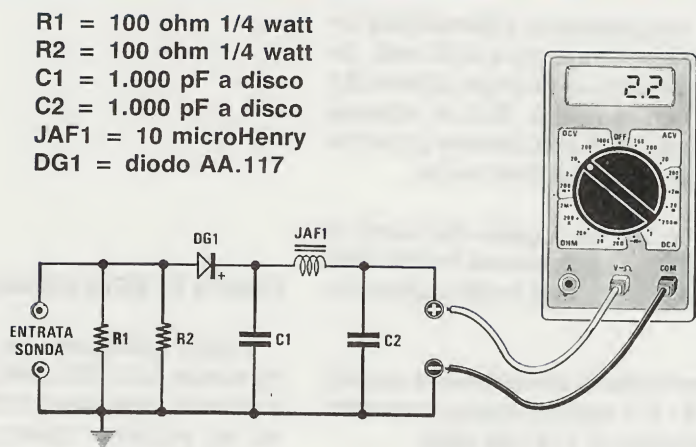 R1 = 100 ohm 1/4 watt
R2 = 100 ohm 1/4 watt
C1 = 1.000 pF a disco
C2 = 1.000 pF a disco
JAF1 = 10 microHenry
DG1 = diodo AA.117
2.2
DCV
OFF
ACV
OHM
DCA
A
V-Ω
COM
DG1
JAF1
+
ENTRATA
SONDA
R1
R2
C1
C2
+
-